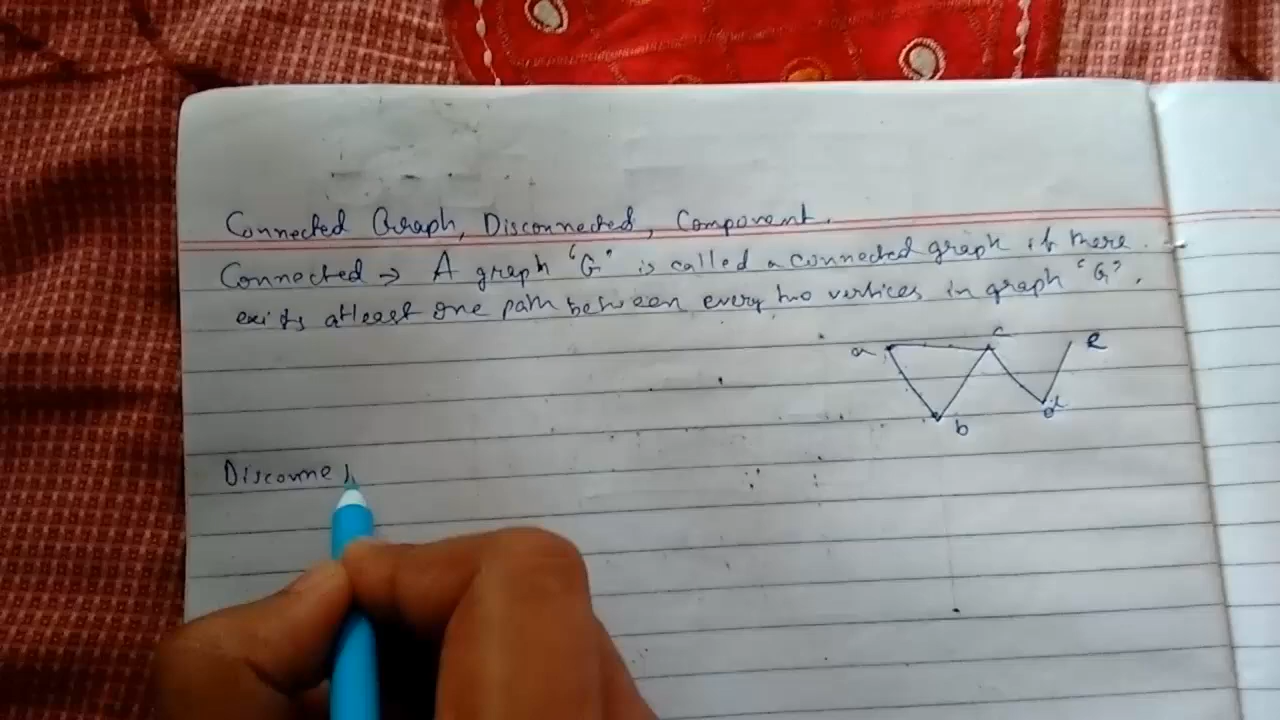 Connected Graph, Disconnected, Component.
Connected → A graph "G" is called a connected graph if there
exists atleast one path between every two vertices in graph "G".
a c e
b d
Disconne